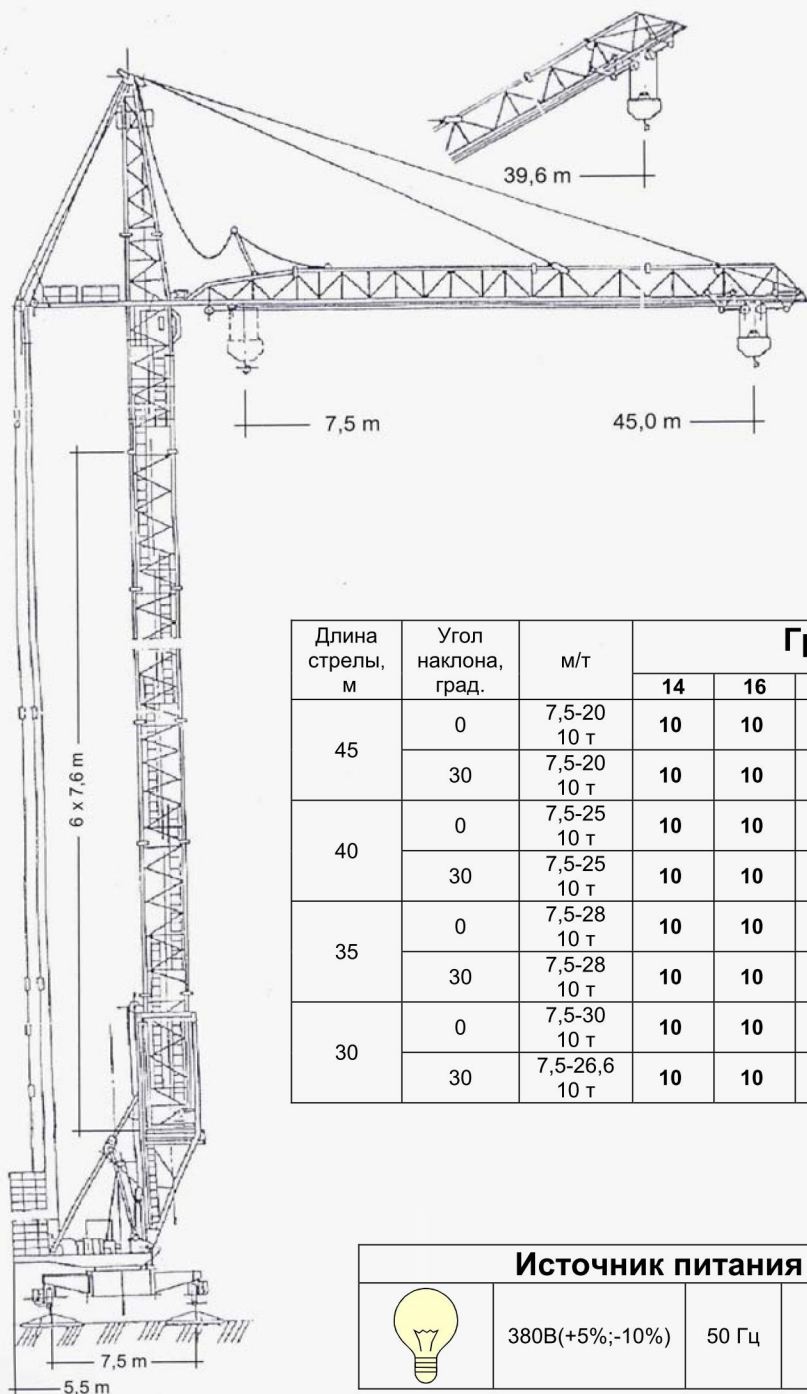 39,6 m
7,5 m
45,0 m
6 x 7,6 m
Длина стрелы, м
Угол наклона, град.
м/т
14 16
45 0 7,5-20 10 т 10 10
30 7,5-20 10 т 10 10
40 0 7,5-25 10 т 10 10
30 7,5-25 10 т 10 10
35 0 7,5-28 10 т 10 10
30 7,5-28 10 т 10 10
30 0 7,5-30 10 т 10 10
30 7,5-26,6 10 т 10 10
Источник питания
380В(+5%;-10%) 50 Гц
7,5 m
5,5 m